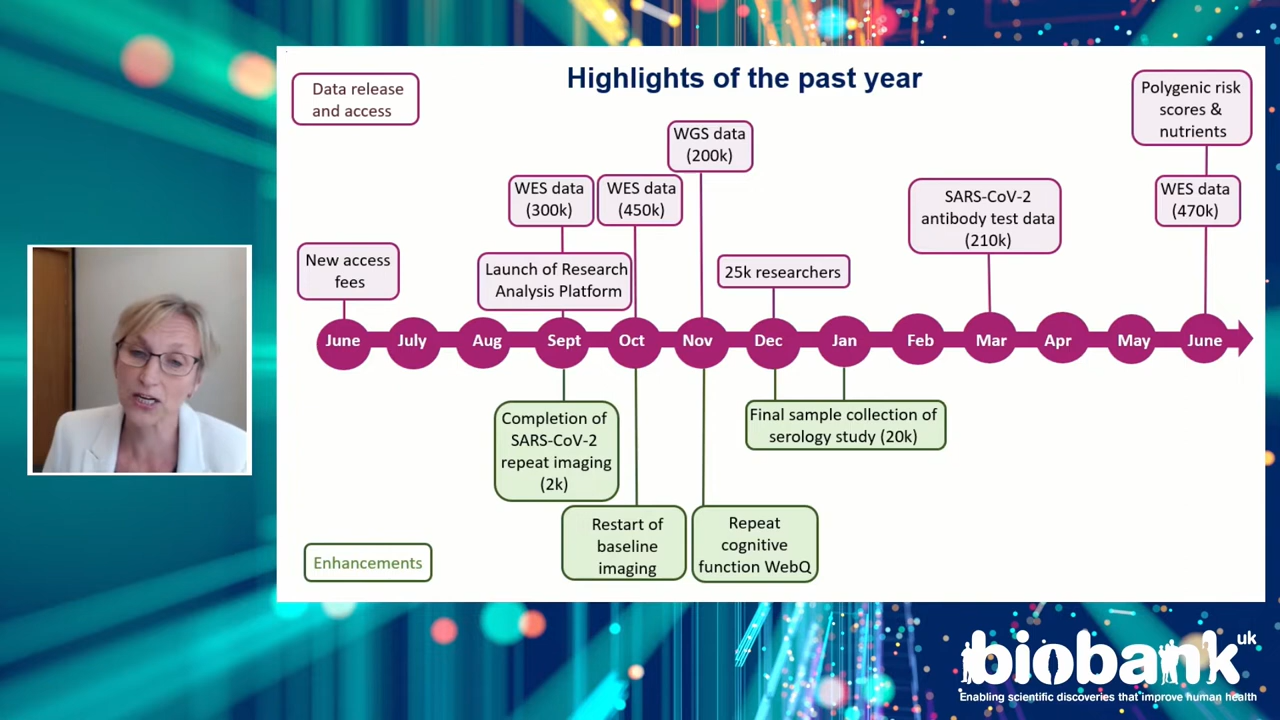 Highlights of the past year
Data release
and access
Polygenic risk
scores &
nutrients
WGS data
(200k)
WES data
(300k)
WES data
(450k)
SARS-CoV-2
antibody test data
(210k)
WES data
(470k)
New access
fees
Launch of Research
Analysis Platform
25k researchers
June
July
Aug
Sept
Oct
Nov
Dec
Jan
Feb
Mar
Apr
May
June
Completion of
SARS-CoV-2
repeat imaging
(2k)
Final sample collection of
serology study (20k)
Restart of
baseline
imaging
Repeat
cognitive
function WebQ
Enhancements
biobank uk
Enabling scientific discoveries that improve human health